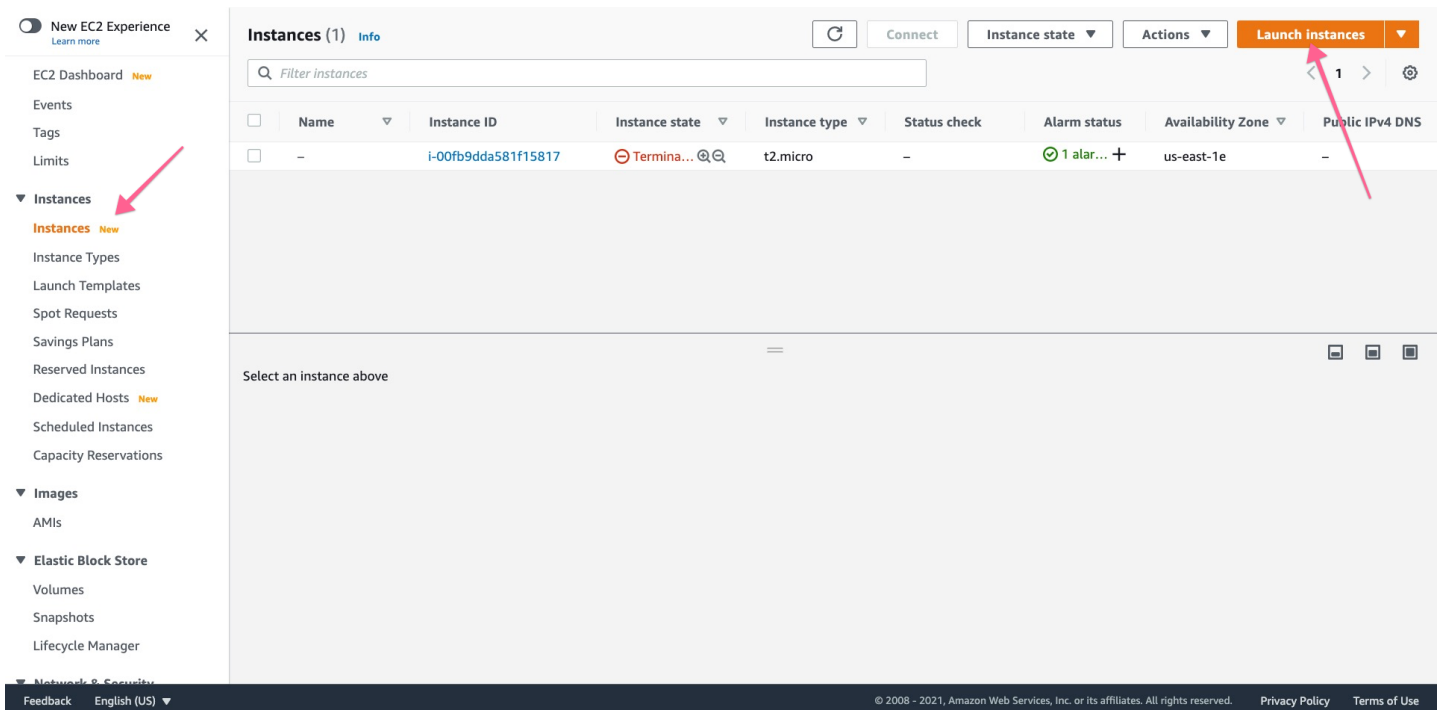 New EC2 Experience
Learn more
EC2 Dashboard New
Events
Tags
Limits
Instances
Instances New
Instance Types
Launch Templates
Spot Requests
Savings Plans
Reserved Instances
Dedicated Hosts New
Scheduled Instances
Capacity Reservations
Images
AMIs
Elastic Block Store
Volumes
Snapshots
Lifecycle Manager
Network & Security
Instances (1) Info
Connect Instance state Actions Launch instances
Filter instances
1
Name Instance ID Instance state Instance type Status check Alarm status Availability Zone Public IPv4 DNS
– i-00fb9dda581f15817 Termina... t2.micro – 1 alar... us-east-1e –
Select an instance above
Feedback English (US) © 2008 - 2021, Amazon Web Services, Inc. or its affiliates. All rights reserved. Privacy Policy Terms of Use